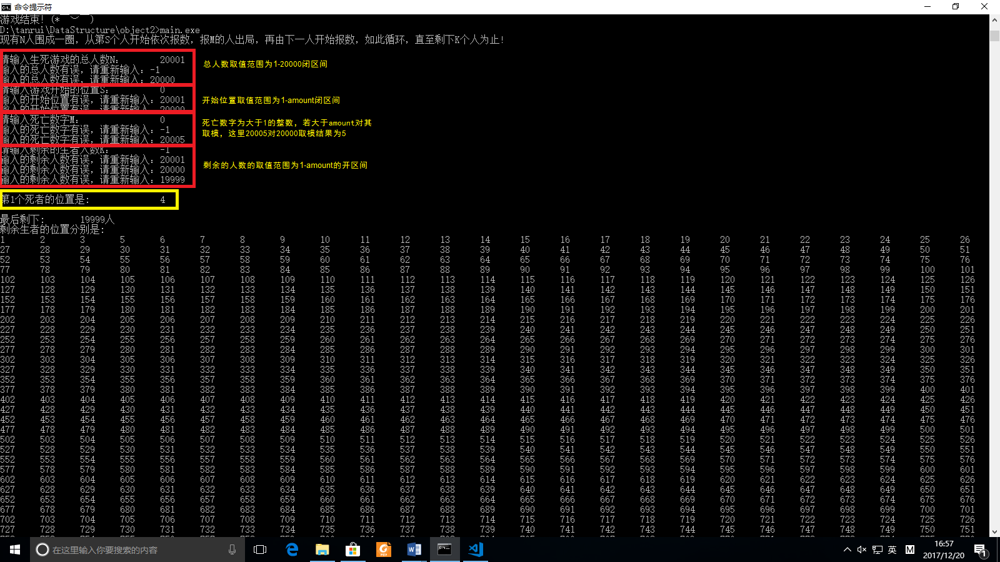 命令提示符
游戏结束! (*￣︶￣)
D:\tanrui\DataStructure\object2>main.exe
现有N人围成一圈，从第S个人开始依次报数，报M的人出局，再由下一人开始报数，如此循环，直至剩下K个人为止！
请输入生死游戏的总人数N: 20001
输入的总人数有误，请重新输入: -1
输入的总人数有误，请重新输入: 20000
总人数取值范围为1-20000闭区间
请输入游戏开始的位置S: 0
输入的开始位置有误，请重新输入: 20001
输入的开始位置有误，请重新输入: 20000
开始位置取值范围为1-amount闭区间
请输入死亡数字M: 0
输入的死亡数字有误，请重新输入: -1
输入的死亡数字有误，请重新输入: 20005
死亡数字为大于1的整数，若大于amount对其
取模，这里20005对20000取模结果为5
请输入剩余的生者人数K: -1
输入的剩余人数有误，请重新输入: 20001
输入的剩余人数有误，请重新输入: 20000
输入的剩余人数有误，请重新输入: 19999
剩余的人数的取值范围为1-amount的开区间
第1个死者的位置是: 4
最后剩下: 19999人
剩余生者的位置分别是:
1 2 3 5 6 7 8 9 10 11 12 13 14 15 16 17 18 19 20 21 22 23 24 25 26
27 28 29 30 31 32 33 34 35 36 37 38 39 40 41 42 43 44 45 46 47 48 49 50 51
52 53 54 55 56 57 58 59 60 61 62 63 64 65 66 67 68 69 70 71 72 73 74 75 76
77 78 79 80 81 82 83 84 85 86 87 88 89 90 91 92 93 94 95 96 97 98 99 100 101
102 103 104 105 106 107 108 109 110 111 112 113 114 115 116 117 118 119 120 121 122 123 124 125 126
127 128 129 130 131 132 133 134 135 136 137 138 139 140 141 142 143 144 145 146 147 148 149 150 151
152 153 154 155 156 157 158 159 160 161 162 163 164 165 166 167 168 169 170 171 172 173 174 175 176
177 178 179 180 181 182 183 184 185 186 187 188 189 190 191 192 193 194 195 196 197 198 199 200 201
202 203 204 205 206 207 208 209 210 211 212 213 214 215 216 217 218 219 220 221 222 223 224 225 226
227 228 229 230 231 232 233 234 235 236 237 238 239 240 241 242 243 244 245 246 247 248 249 250 251
252 253 254 255 256 257 258 259 260 261 262 263 264 265 266 267 268 269 270 271 272 273 274 275 276
277 278 279 280 281 282 283 284 285 286 287 288 289 290 291 292 293 294 295 296 297 298 299 300 301
302 303 304 305 306 307 308 309 310 311 312 313 314 315 316 317 318 319 320 321 322 323 324 325 326
327 328 329 330 331 332 333 334 335 336 337 338 339 340 341 342 343 344 345 346 347 348 349 350 351
352 353 354 355 356 357 358 359 360 361 362 363 364 365 366 367 368 369 370 371 372 373 374 375 376
377 378 379 380 381 382 383 384 385 386 387 388 389 390 391 392 393 394 395 396 397 398 399 400 401
402 403 404 405 406 407 408 409 410 411 412 413 414 415 416 417 418 419 420 421 422 423 424 425 426
427 428 429 430 431 432 433 434 435 436 437 438 439 440 441 442 443 444 445 446 447 448 449 450 451
452 453 454 455 456 457 458 459 460 461 462 463 464 465 466 467 468 469 470 471 472 473 474 475 476
477 478 479 480 481 482 483 484 485 486 487 488 489 490 491 492 493 494 495 496 497 498 499 500 501
502 503 504 505 506 507 508 509 510 511 512 513 514 515 516 517 518 519 520 521 522 523 524 525 526
527 528 529 530 531 532 533 534 535 536 537 538 539 540 541 542 543 544 545 546 547 548 549 550 551
552 553 554 555 556 557 558 559 560 561 562 563 564 565 566 567 568 569 570 571 572 573 574 575 576
577 578 579 580 581 582 583 584 585 586 587 588 589 590 591 592 593 594 595 596 597 598 599 600 601
602 603 604 605 606 607 608 609 610 611 612 613 614 615 616 617 618 619 620 621 622 623 624 625 626
627 628 629 630 631 632 633 634 635 636 637 638 639 640 641 642 643 644 645 646 647 648 649 650 651
652 653 654 655 656 657 658 659 660 661 662 663 664 665 666 667 668 669 670 671 672 673 674 675 676
677 678 679 680 681 682 683 684 685 686 687 688 689 690 691 692 693 694 695 696 697 698 699 700 701
702 703 704 705 706 707 708 709 710 711 712 713 714 715 716 717 718 719 720 721 722 723 724 725 726
727 728 729 730 731 732 733 734 735 736 737 738 739 740 741 742 743 744 745 746 747 748 749 750 751
在这里输入你要搜索的内容
英
M
16:57
2017/12/20
1